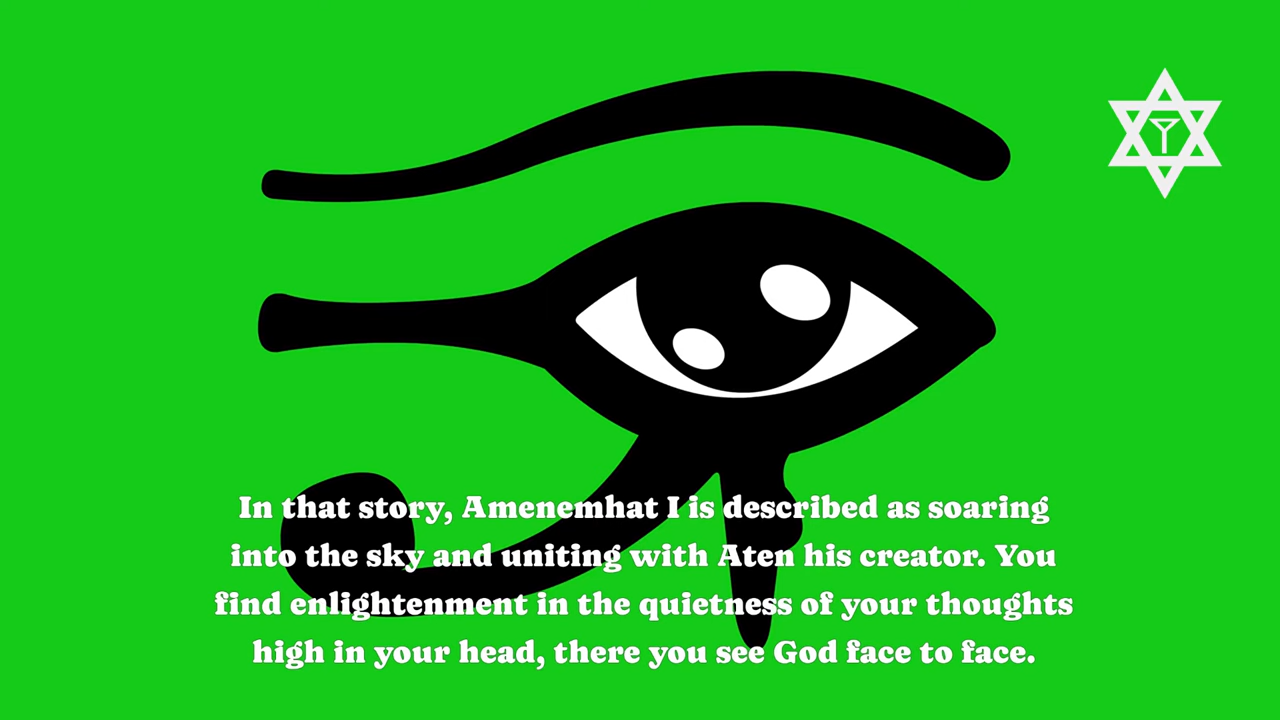 In that story, Amenemhat I is described as soaring
into the sky and uniting with Aten his creator. You
find enlightenment in the quietness of your thoughts
high in your head, there you see God face to face.